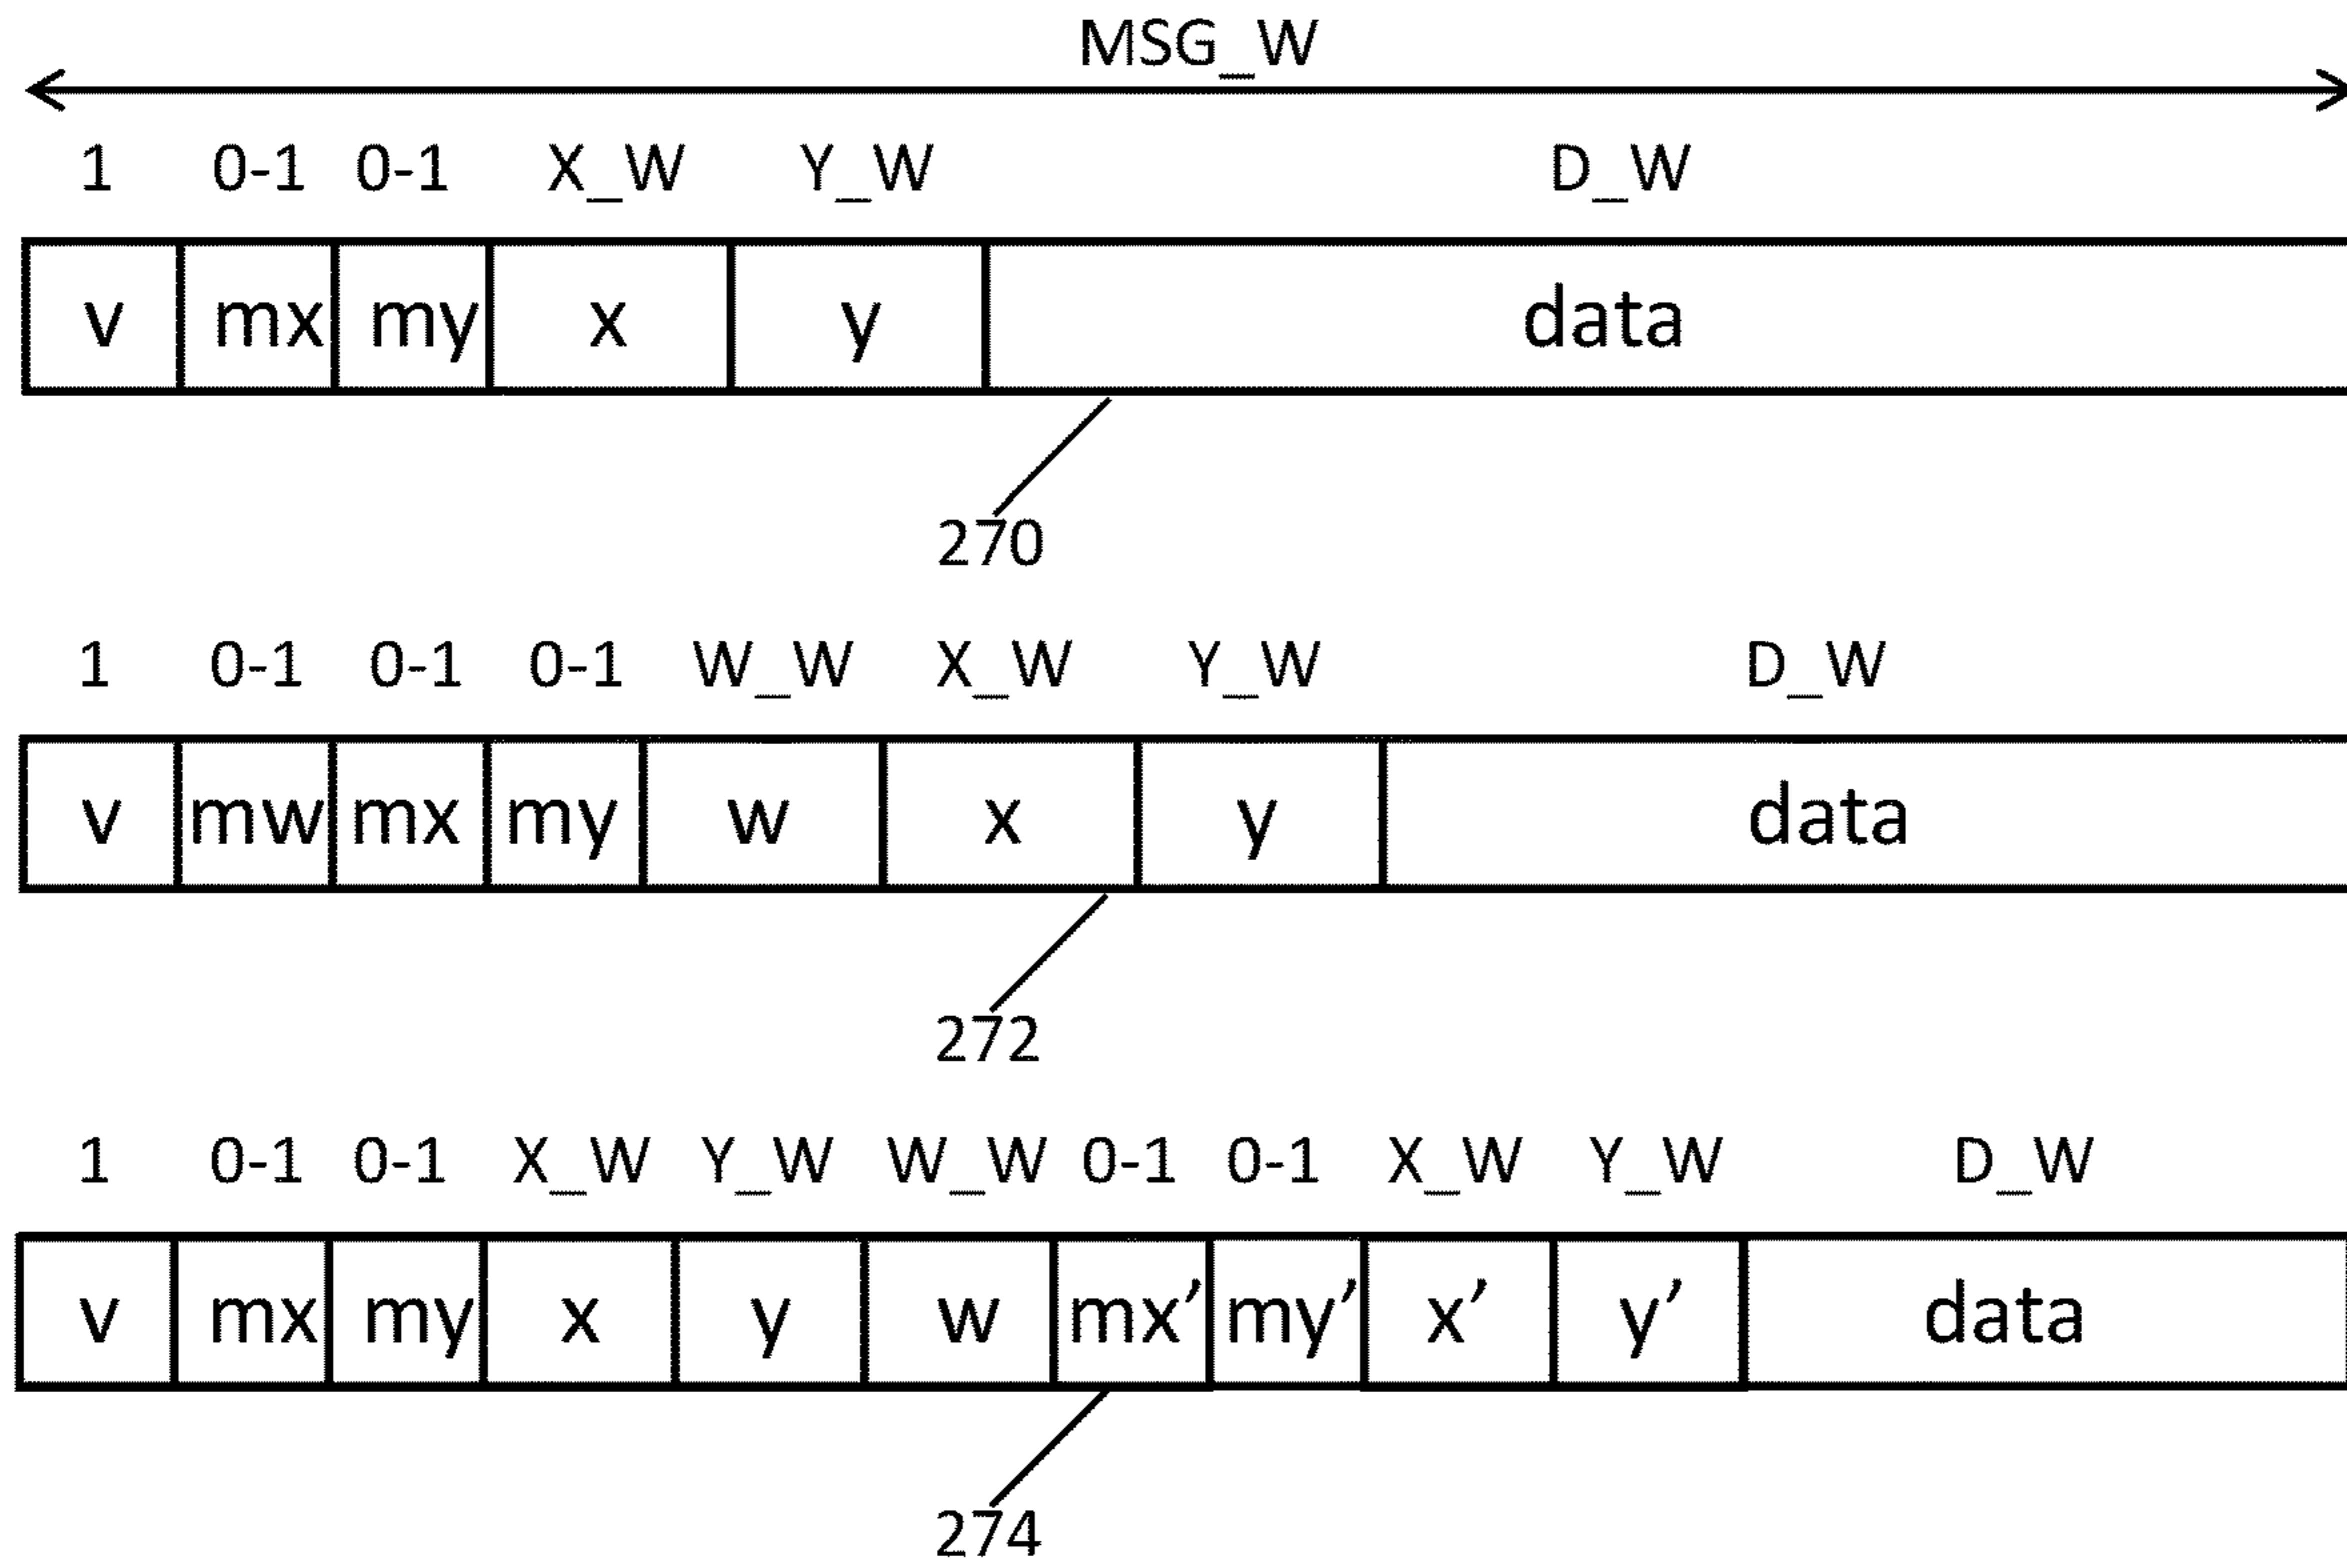 MSG_W
1 0-1 0-1 X_W Y_W D_W
v mx my x y data
270
1 0-1 0-1 0-1 W_W X_W Y_W D_W
v mw mx my w x y data
272
1 0-1 0-1 X_W Y_W W_W 0-1 0-1 X_W Y_W D_W
v mx my x y w mx’ my’ x’ y’ data
274